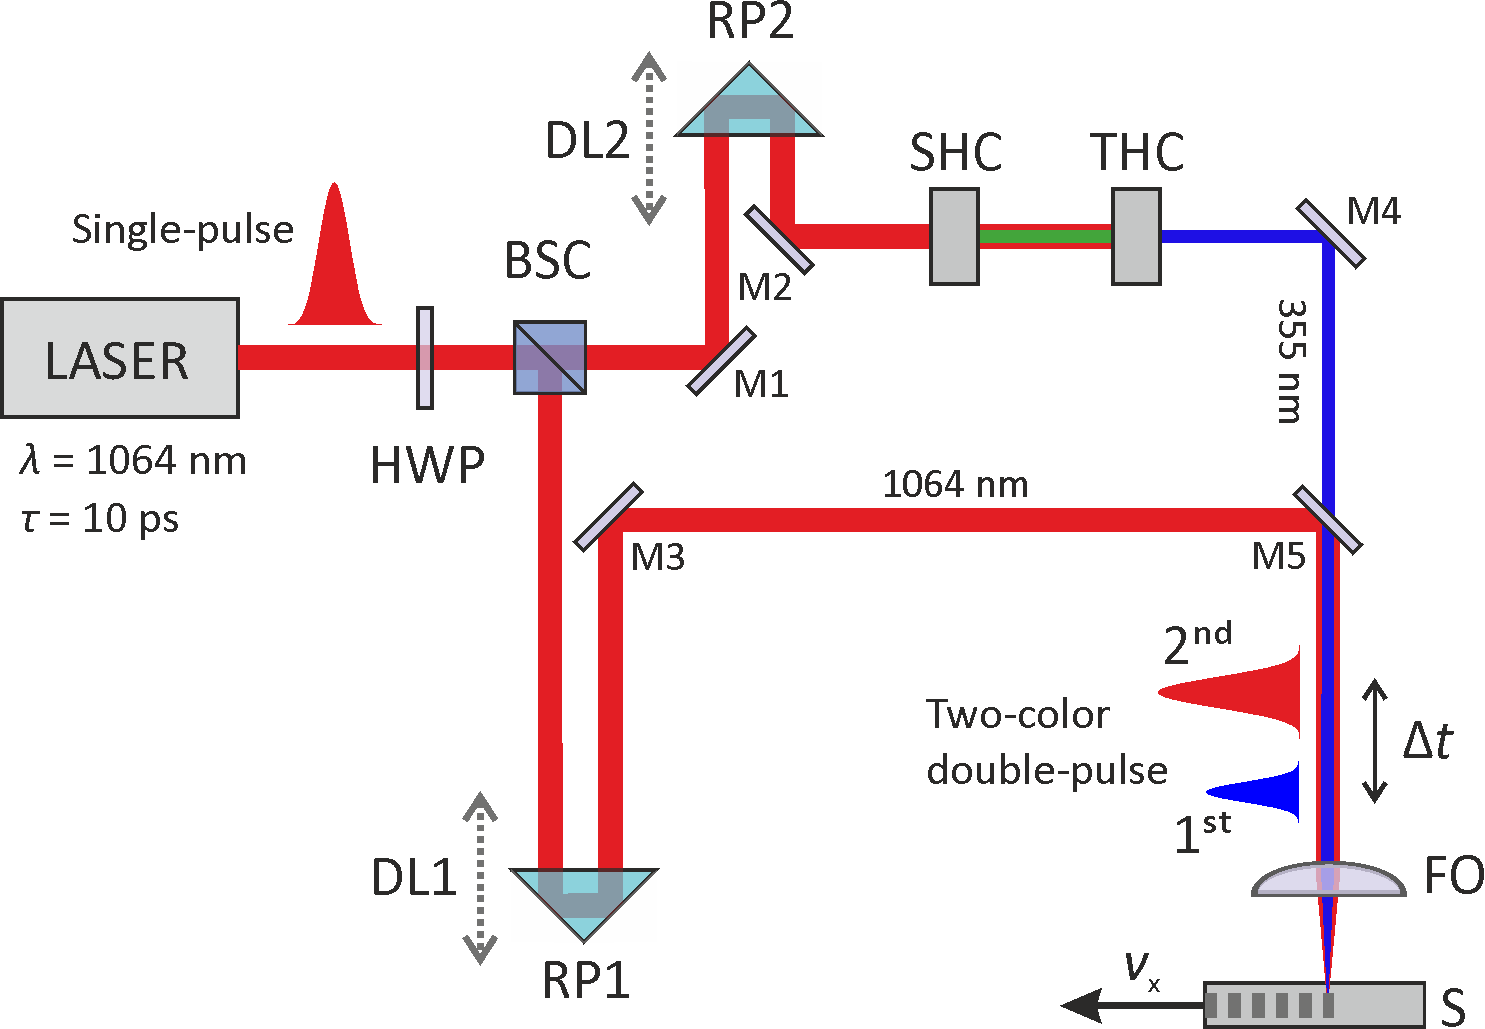 RP2
DL2
SHC
THC
M4
Single-pulse
BSC
M2
LASER
M1
355 nm
λ = 1064 nm
HWP
τ = 10 ps
1064 nm
M3
M5
2nd
Two-color
double-pulse
Δt
1st
DL1
FO
RP1
vx
S